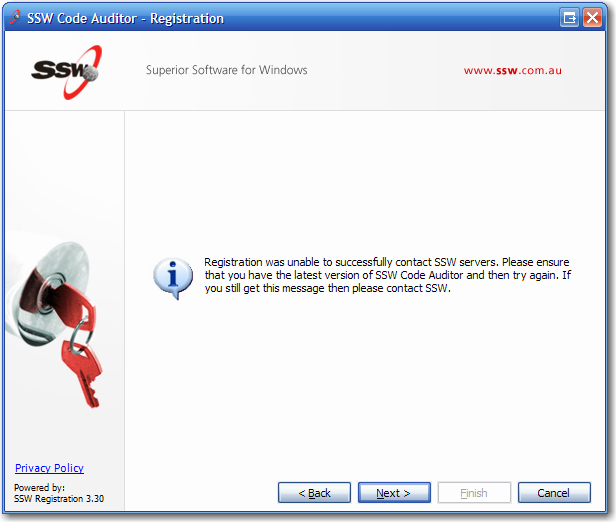 SSW Code Auditor - Registration
SSW
Superior Software for Windows
www.ssw.com.au
Registration was unable to successfully contact SSW servers. Please ensure
that you have the latest version of SSW Code Auditor and then try again. If
you still get this message then please contact SSW.
Privacy Policy
Powered by:
SSW Registration 3.30
< Back
Next >
Finish
Cancel